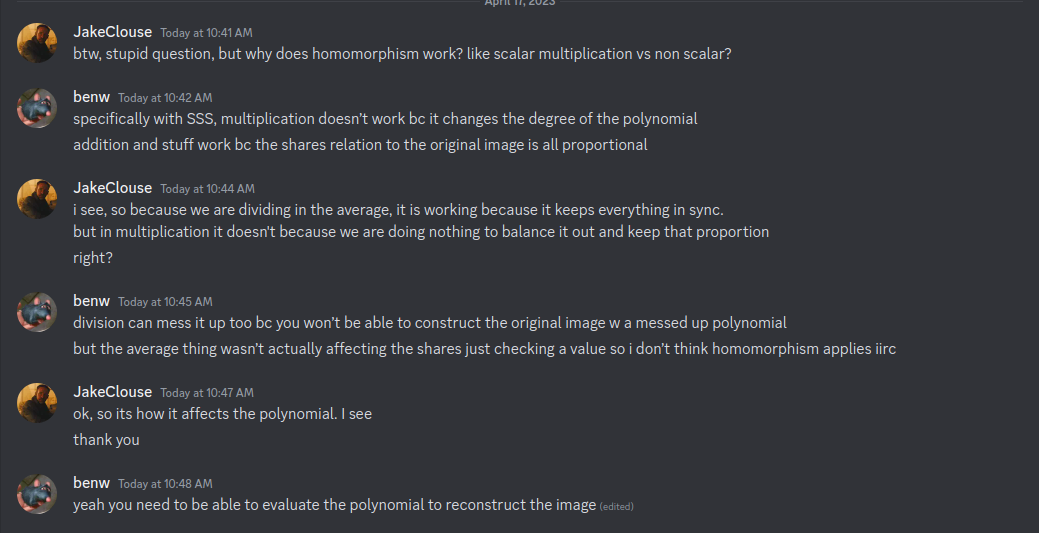 April 17, 2023
JakeClouse Today at 10:41 AM
btw, stupid question, but why does homomorphism work? like scalar multiplication vs non scalar?
benw Today at 10:42 AM
specifically with SSS, multiplication doesn't work bc it changes the degree of the polynomial
addition and stuff work bc the shares relation to the original image is all proportional
JakeClouse Today at 10:44 AM
i see, so because we are dividing in the average, it is working because it keeps everything in sync.
but in multiplication it doesn't because we are doing nothing to balance it out and keep that proportion
right?
benw Today at 10:45 AM
division can mess it up too bc you won't be able to construct the original image w a messed up polynomial
but the average thing wasn't actually affecting the shares just checking a value so i don't think homomorphism applies iirc
JakeClouse Today at 10:47 AM
ok, so its how it affects the polynomial. I see
thank you
benw Today at 10:48 AM
yeah you need to be able to evaluate the polynomial to reconstruct the image (edited)